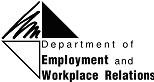 Department of
Employment and
Workplace Relations